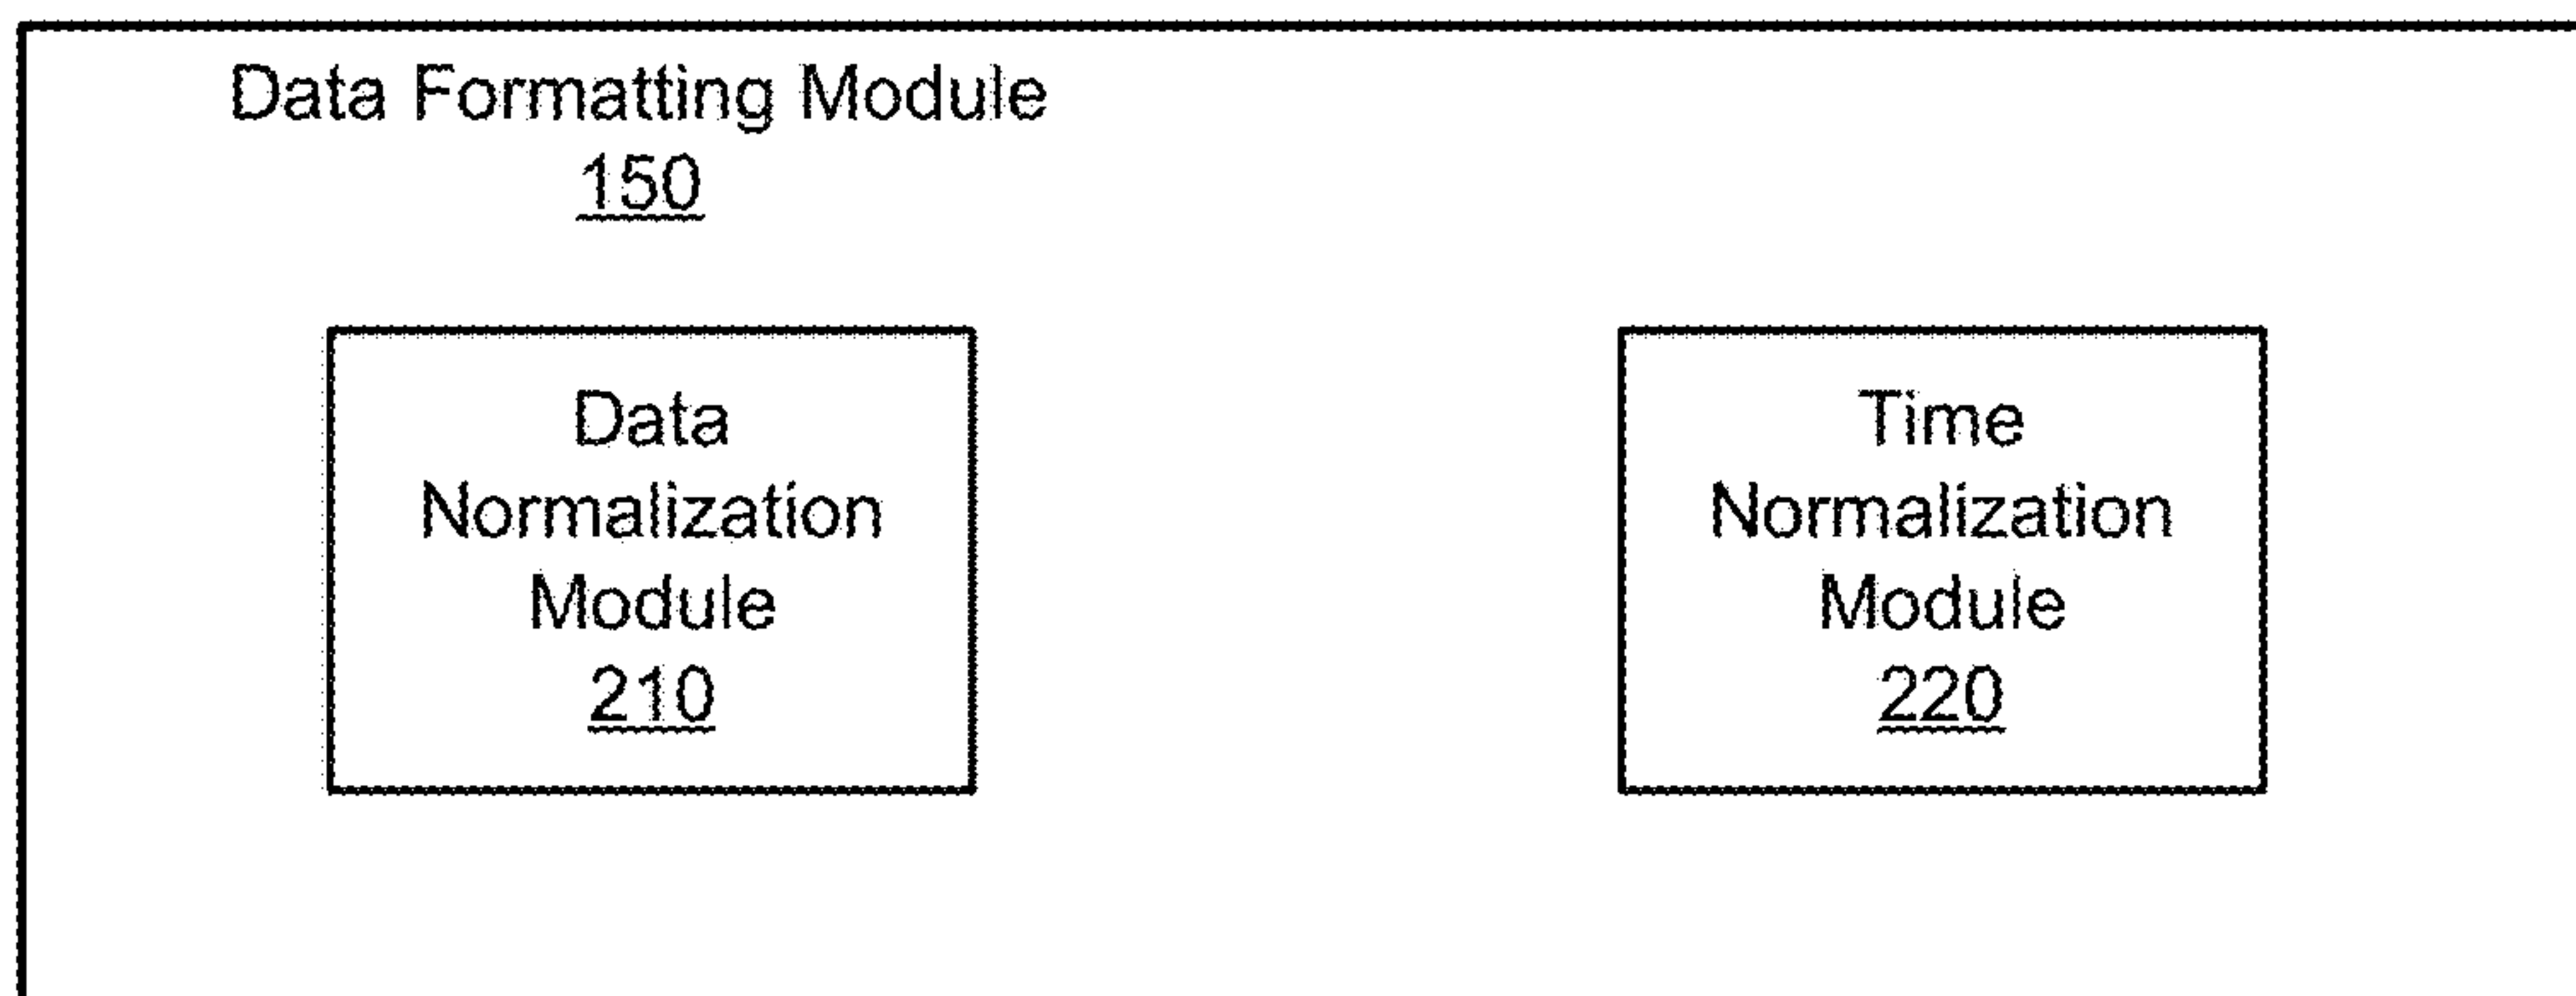 Data Formatting Module
150
Data
Normalization
Module
210
Time
Normalization
Module
220